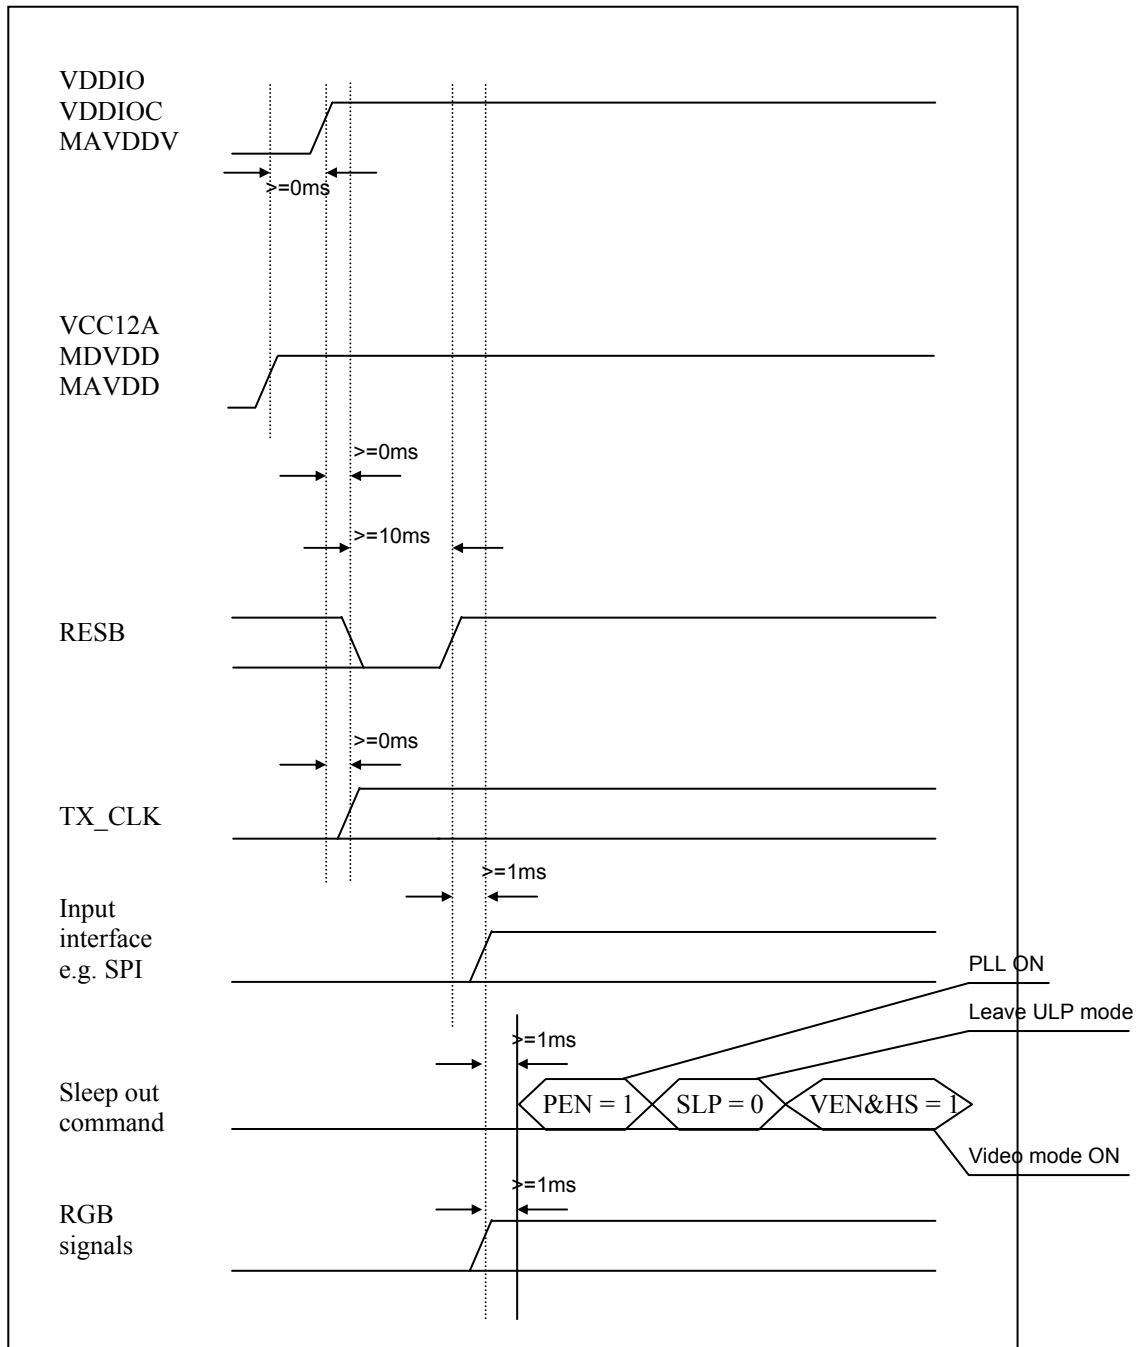 VDDIO
VDDIOC
MAVDDV
>=0ms
VCC12A
MDVDD
MAVDD
>=0ms
>=10ms
RESB
>=0ms
TX_CLK
>=1ms
Input
interface
e.g. SPI
PLL ON
Leave ULP mode
>=1ms
Sleep out
command
PEN = 1
SLP = 0
VEN&HS = 1
Video mode ON
>=1ms
RGB
signals